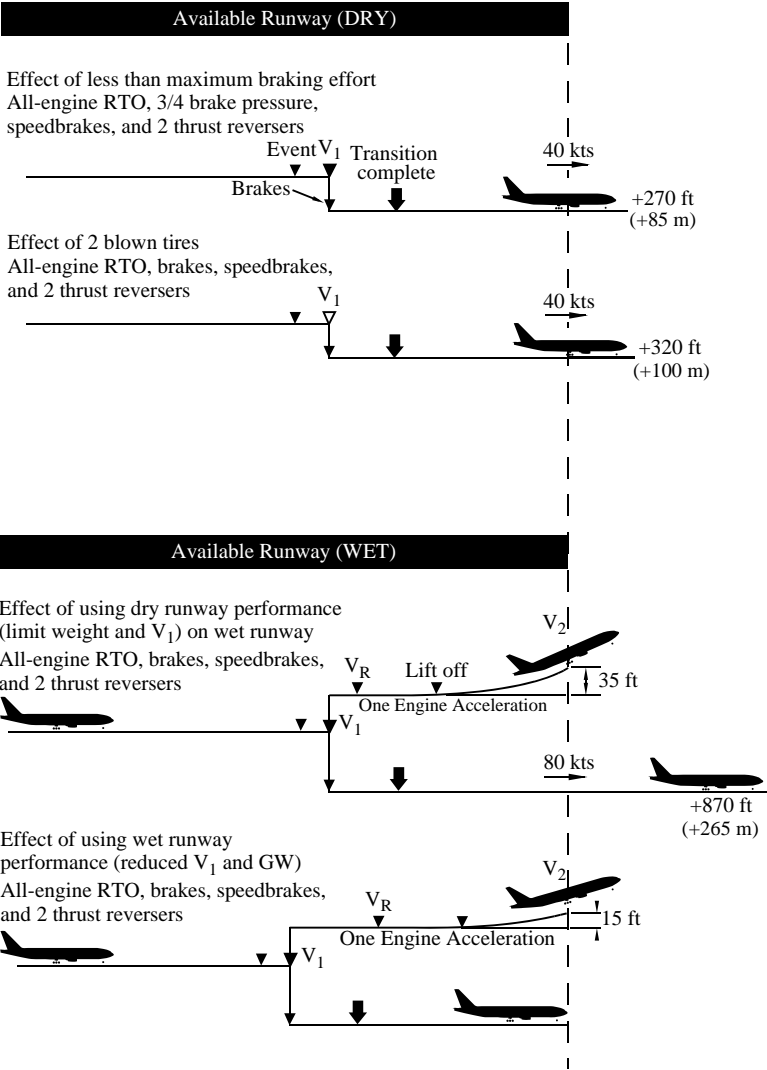 Available Runway (DRY)
Effect of less than maximum braking effort
All-engine RTO, 3/4 brake pressure,
speedbrakes, and 2 thrust reversers
Event V1 Transition
complete
40 kts
Brakes
+270 ft
(+85 m)
Effect of 2 blown tires
All-engine RTO, brakes, speedbrakes,
and 2 thrust reversers
V1
40 kts
+320 ft
(+100 m)
Available Runway (WET)
Effect of using dry runway performance
(limit weight and V1) on wet runway
All-engine RTO, brakes, speedbrakes,
and 2 thrust reversers
V2
VR Lift off
35 ft
One Engine Acceleration
V1
80 kts
+870 ft
(+265 m)
Effect of using wet runway
performance (reduced V1 and GW)
All-engine RTO, brakes, speedbrakes,
and 2 thrust reversers
V2
VR
15 ft
One Engine Acceleration
V1